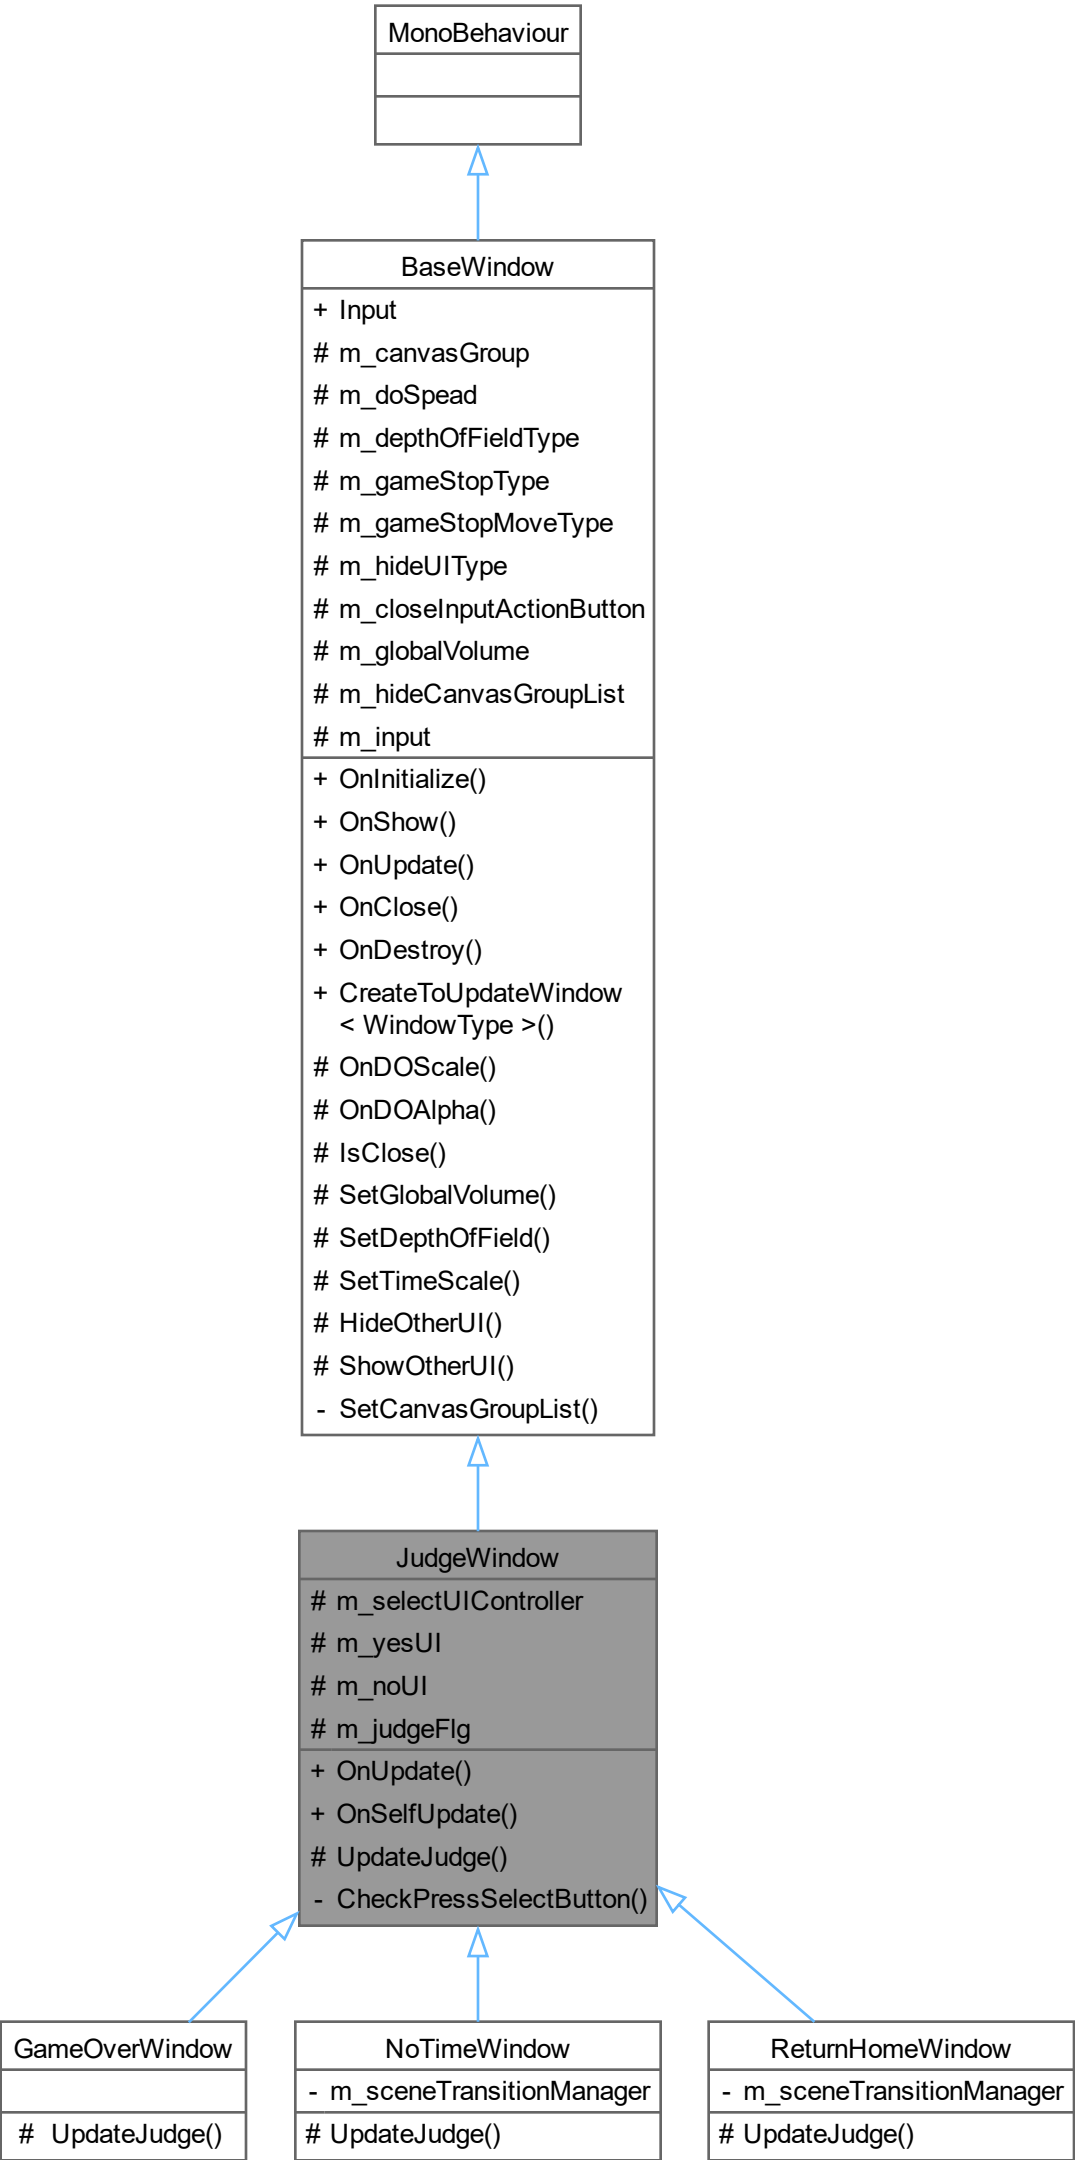 MonoBehaviour
BaseWindow
+ Input
# m_canvasGroup
# m_doSpead
# m_depthOfFieldType
# m_gameStopType
# m_gameStopMoveType
# m_hideUIType
# m_closeInputActionButton
# m_globalVolume
# m_hideCanvasGroupList
# m_input
+ OnInitialize()
+ OnShow()
+ OnUpdate()
+ OnClose()
+ OnDestroy()
+ CreateToUpdateWindow
< WindowType >()
# OnDOScale()
# OnDOAlpha()
# IsClose()
# SetGlobalVolume()
# SetDepthOfField()
# SetTimeScale()
# HideOtherUI()
# ShowOtherUI()
- SetCanvasGroupList()
JudgeWindow
# m_selectUIController
# m_yesUI
# m_noUI
# m_judgeFlg
+ OnUpdate()
+ OnSelfUpdate()
# UpdateJudge()
- CheckPressSelectButton()
GameOverWindow
# UpdateJudge()
NoTimeWindow
- m_sceneTransitionManager
# UpdateJudge()
ReturnHomeWindow
- m_sceneTransitionManager
# UpdateJudge()